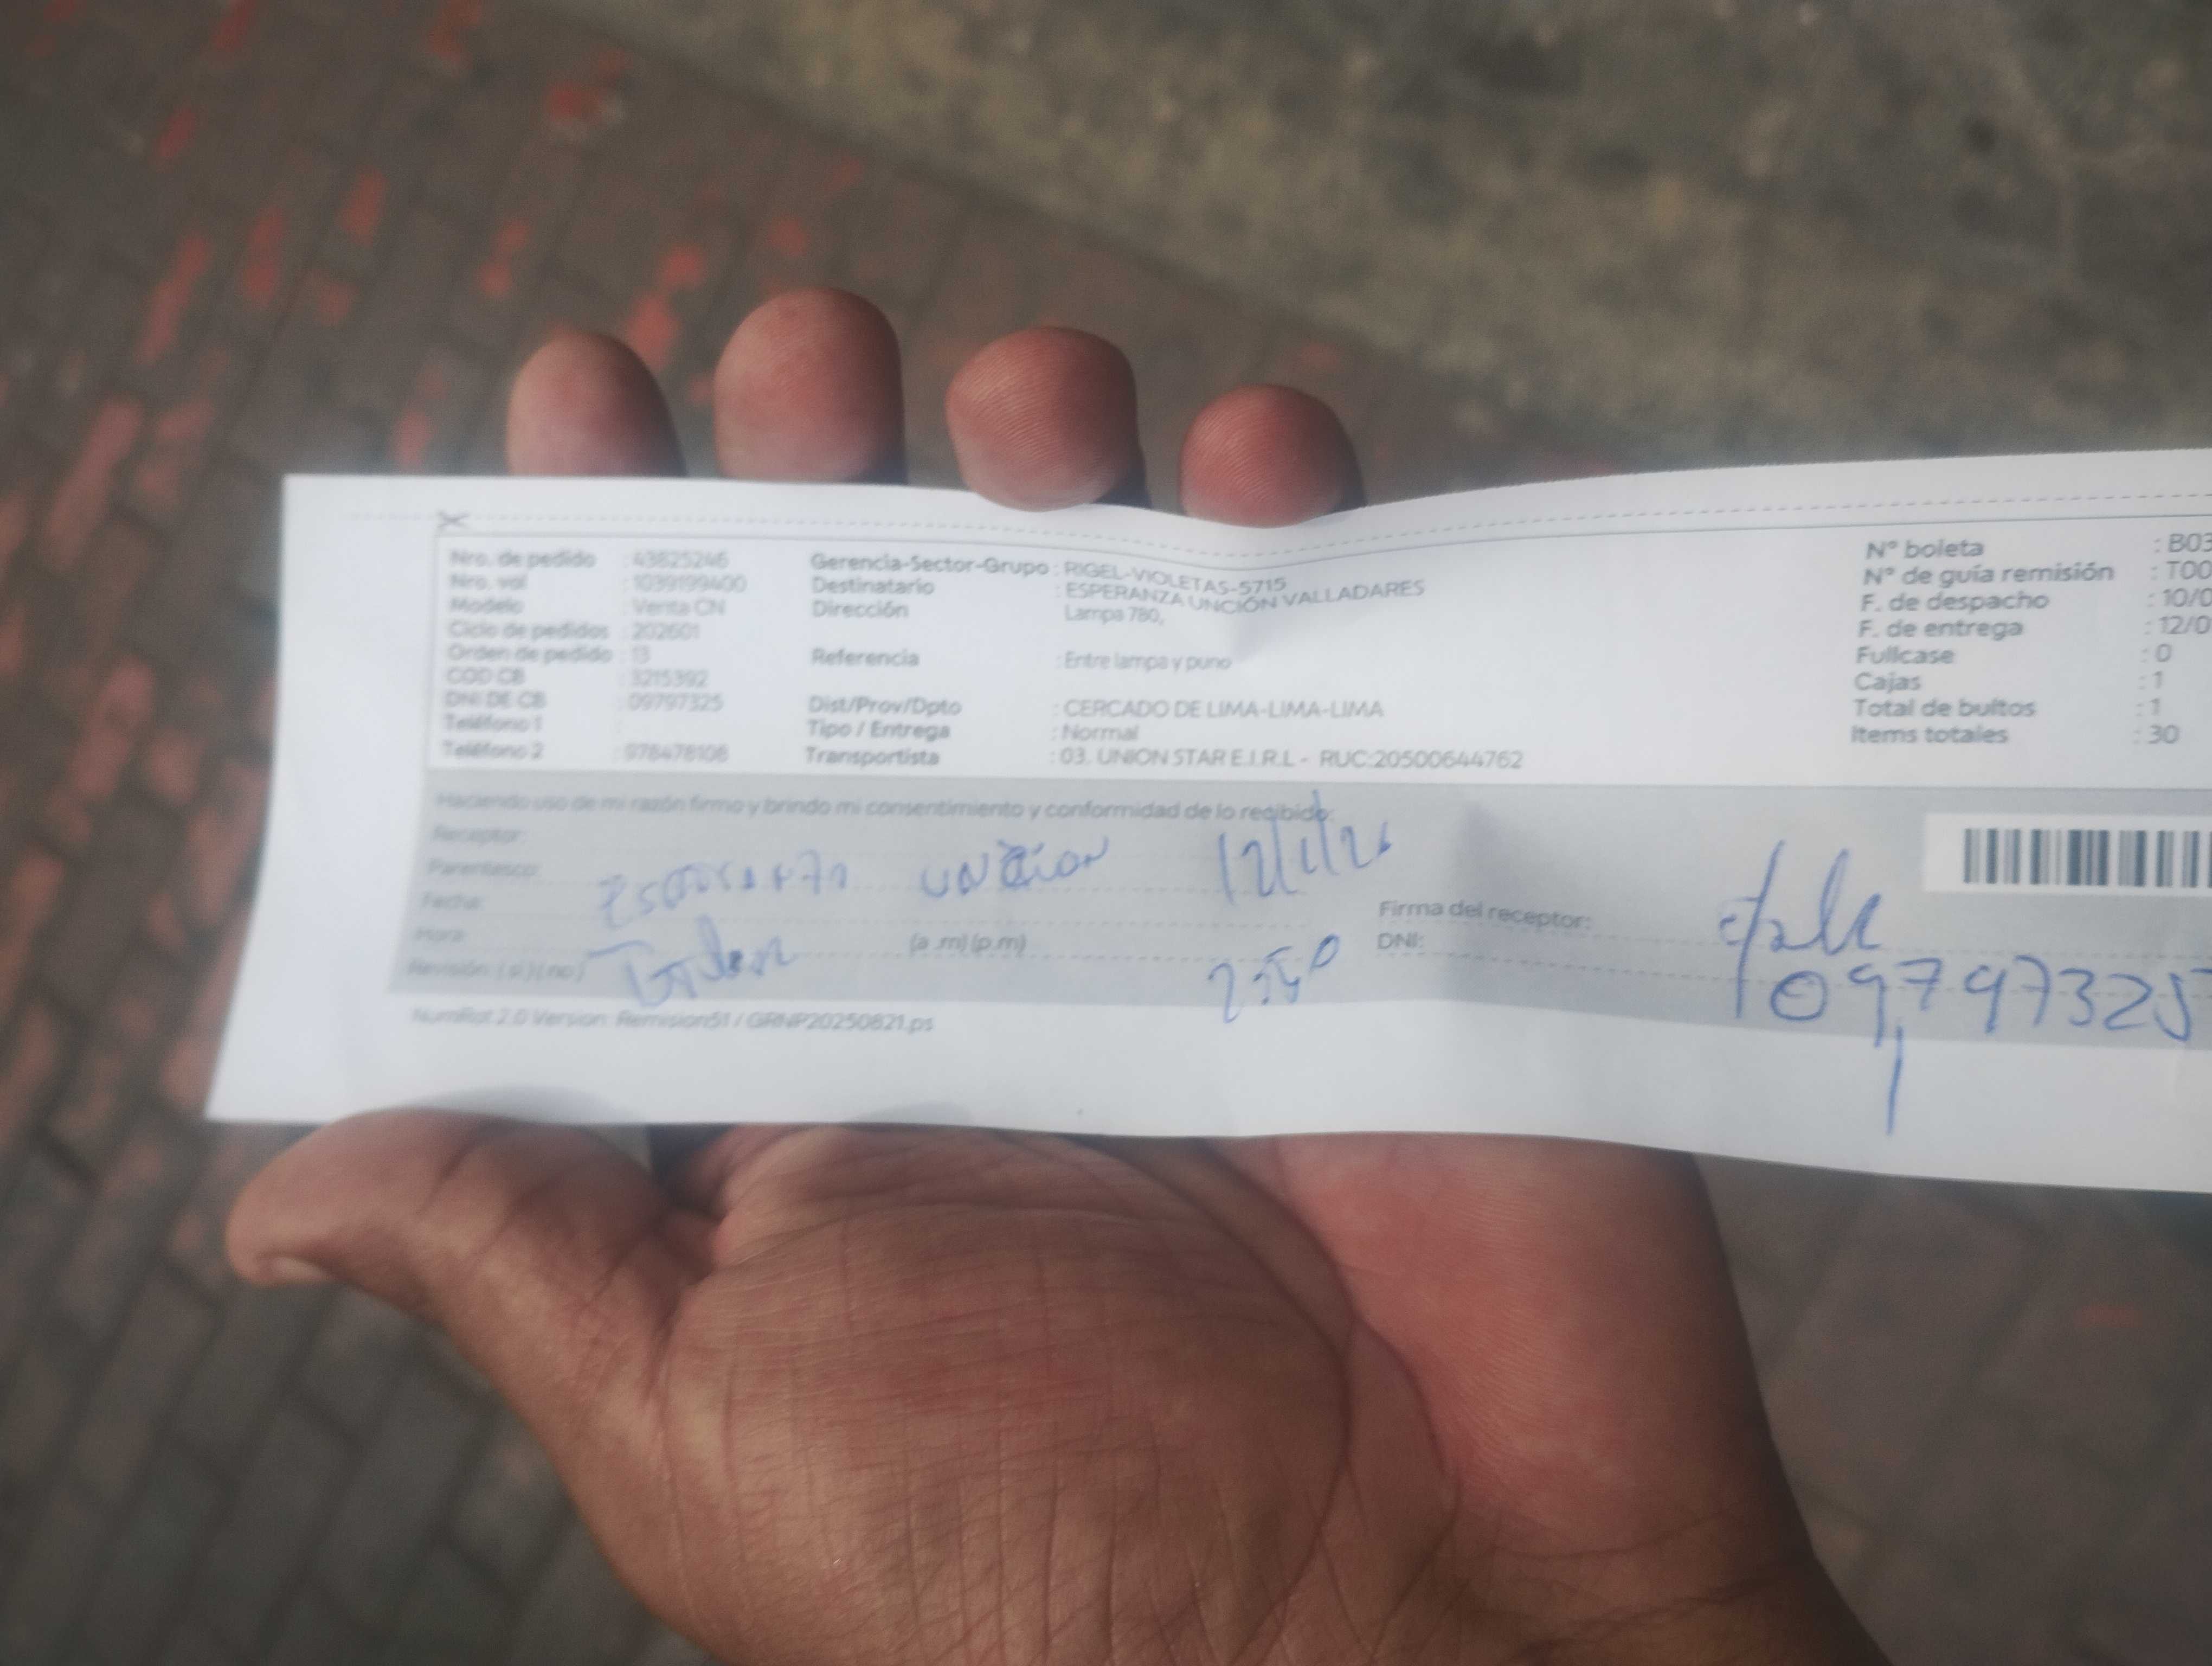 Nro. de pedido : 43825246
Nro. vol : 1039199400
Modelo : Venta CN
Ciclo de pedidos : 202601
Orden de pedido : 13
COD CB : 3215392
DNI DE CB : 09797325
Teléfono 1 :
Teléfono 2 : 978478108
Gerencia-Sector-Grupo : RIGEL-VIOLETAS-5715
Destinatario : ESPERANZA UNCIÓN VALLADARES
Dirección Lampa 780,
Referencia : Entre lampa y puno
Dist/Prov/Dpto : CERCADO DE LIMA-LIMA-LIMA
Tipo / Entrega : Normal
Transportista : 03. UNION STAR E.I.R.L - RUC:20500644762
N° boleta : B03
N° de guía remisión : T00
F. de despacho : 10/0
F. de entrega : 12/0
Fullcase : 0
Cajas : 1
Total de bultos : 1
Items totales : 30
Haciendo uso de mi razón firmo y brindo mi consentimiento y conformidad de lo recibido:
Receptor:
Parentesco:
Esperanza unción 12/1/26
Fecha:
Hora: (a .m) (p.m)
Revisión: ( si ) ( no )
Titular 2:50
Firma del receptor:
DNI: 09797325
NumRot 2.0 Version: Remision51 / GRNP20250821.ps